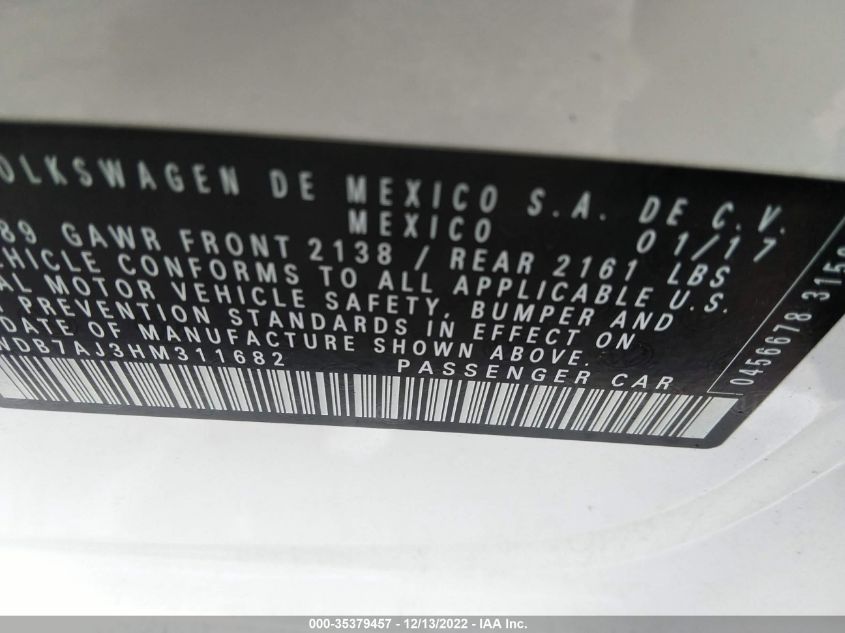 OLKSWAGEN DE MEXICO S.A. DE C.V.
MEXICO 01/17
89 GAWR FRONT 2138 / REAR 2161 LBS
EHICLE CONFORMS TO ALL APPLICABLE U.S.
AL MOTOR VEHICLE SAFETY, BUMPER AND
PREVENTION STANDARDS IN EFFECT ON
DATE OF MANUFACTURE SHOWN ABOVE.
NDB7AJ3HM311682 PASSENGER CAR
0456678 315
000-35379457 - 12/13/2022 - IAA Inc.